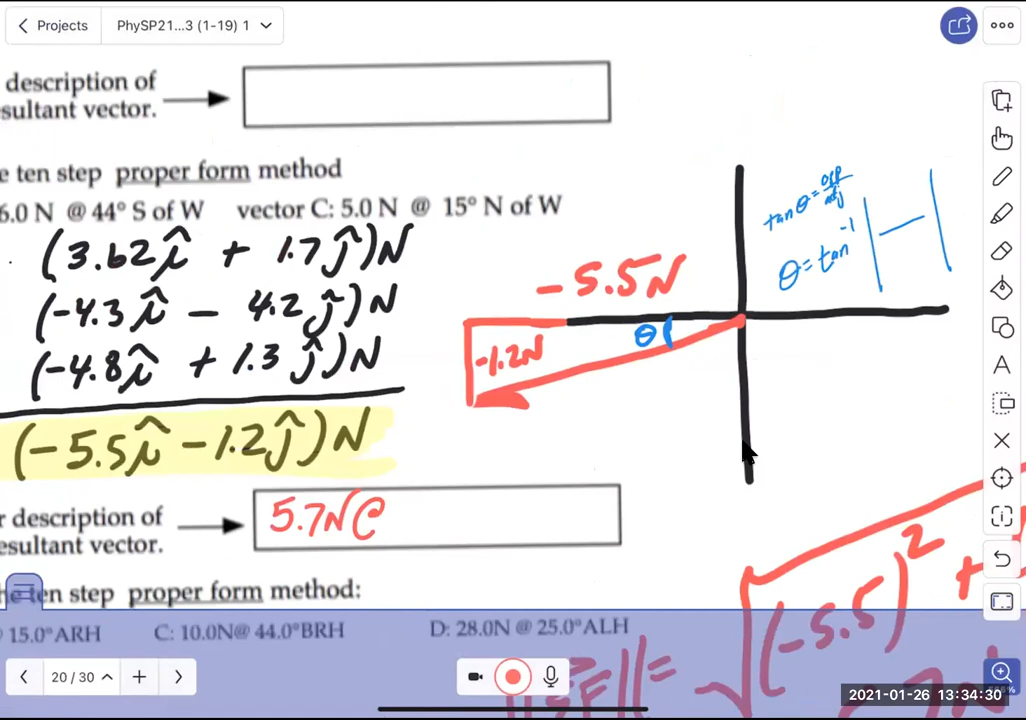 Projects
PhySP21...3 (1-19) 1
description of
sultant vector.
e ten step proper form method
6.0 N @ 44° S of W vector C: 5.0 N @ 15° N of W
(3.62î + 1.7ĵ)N
(-4.3î - 4.2ĵ)N
(-4.8î + 1.3ĵ)N
(-5.5î -1.2ĵ)N
tan θ = opp/adj
θ = tan⁻¹ | — |
-5.5N
θ
-1.2N
r description of
esultant vector.
5.7N@
he ten step proper form method:
15.0°ARH C: 10.0N@ 44.0°BRH D: 28.0N @ 25.0°ALH
√(-5.5)² +
20 / 30
2021-01-26 13:34:30